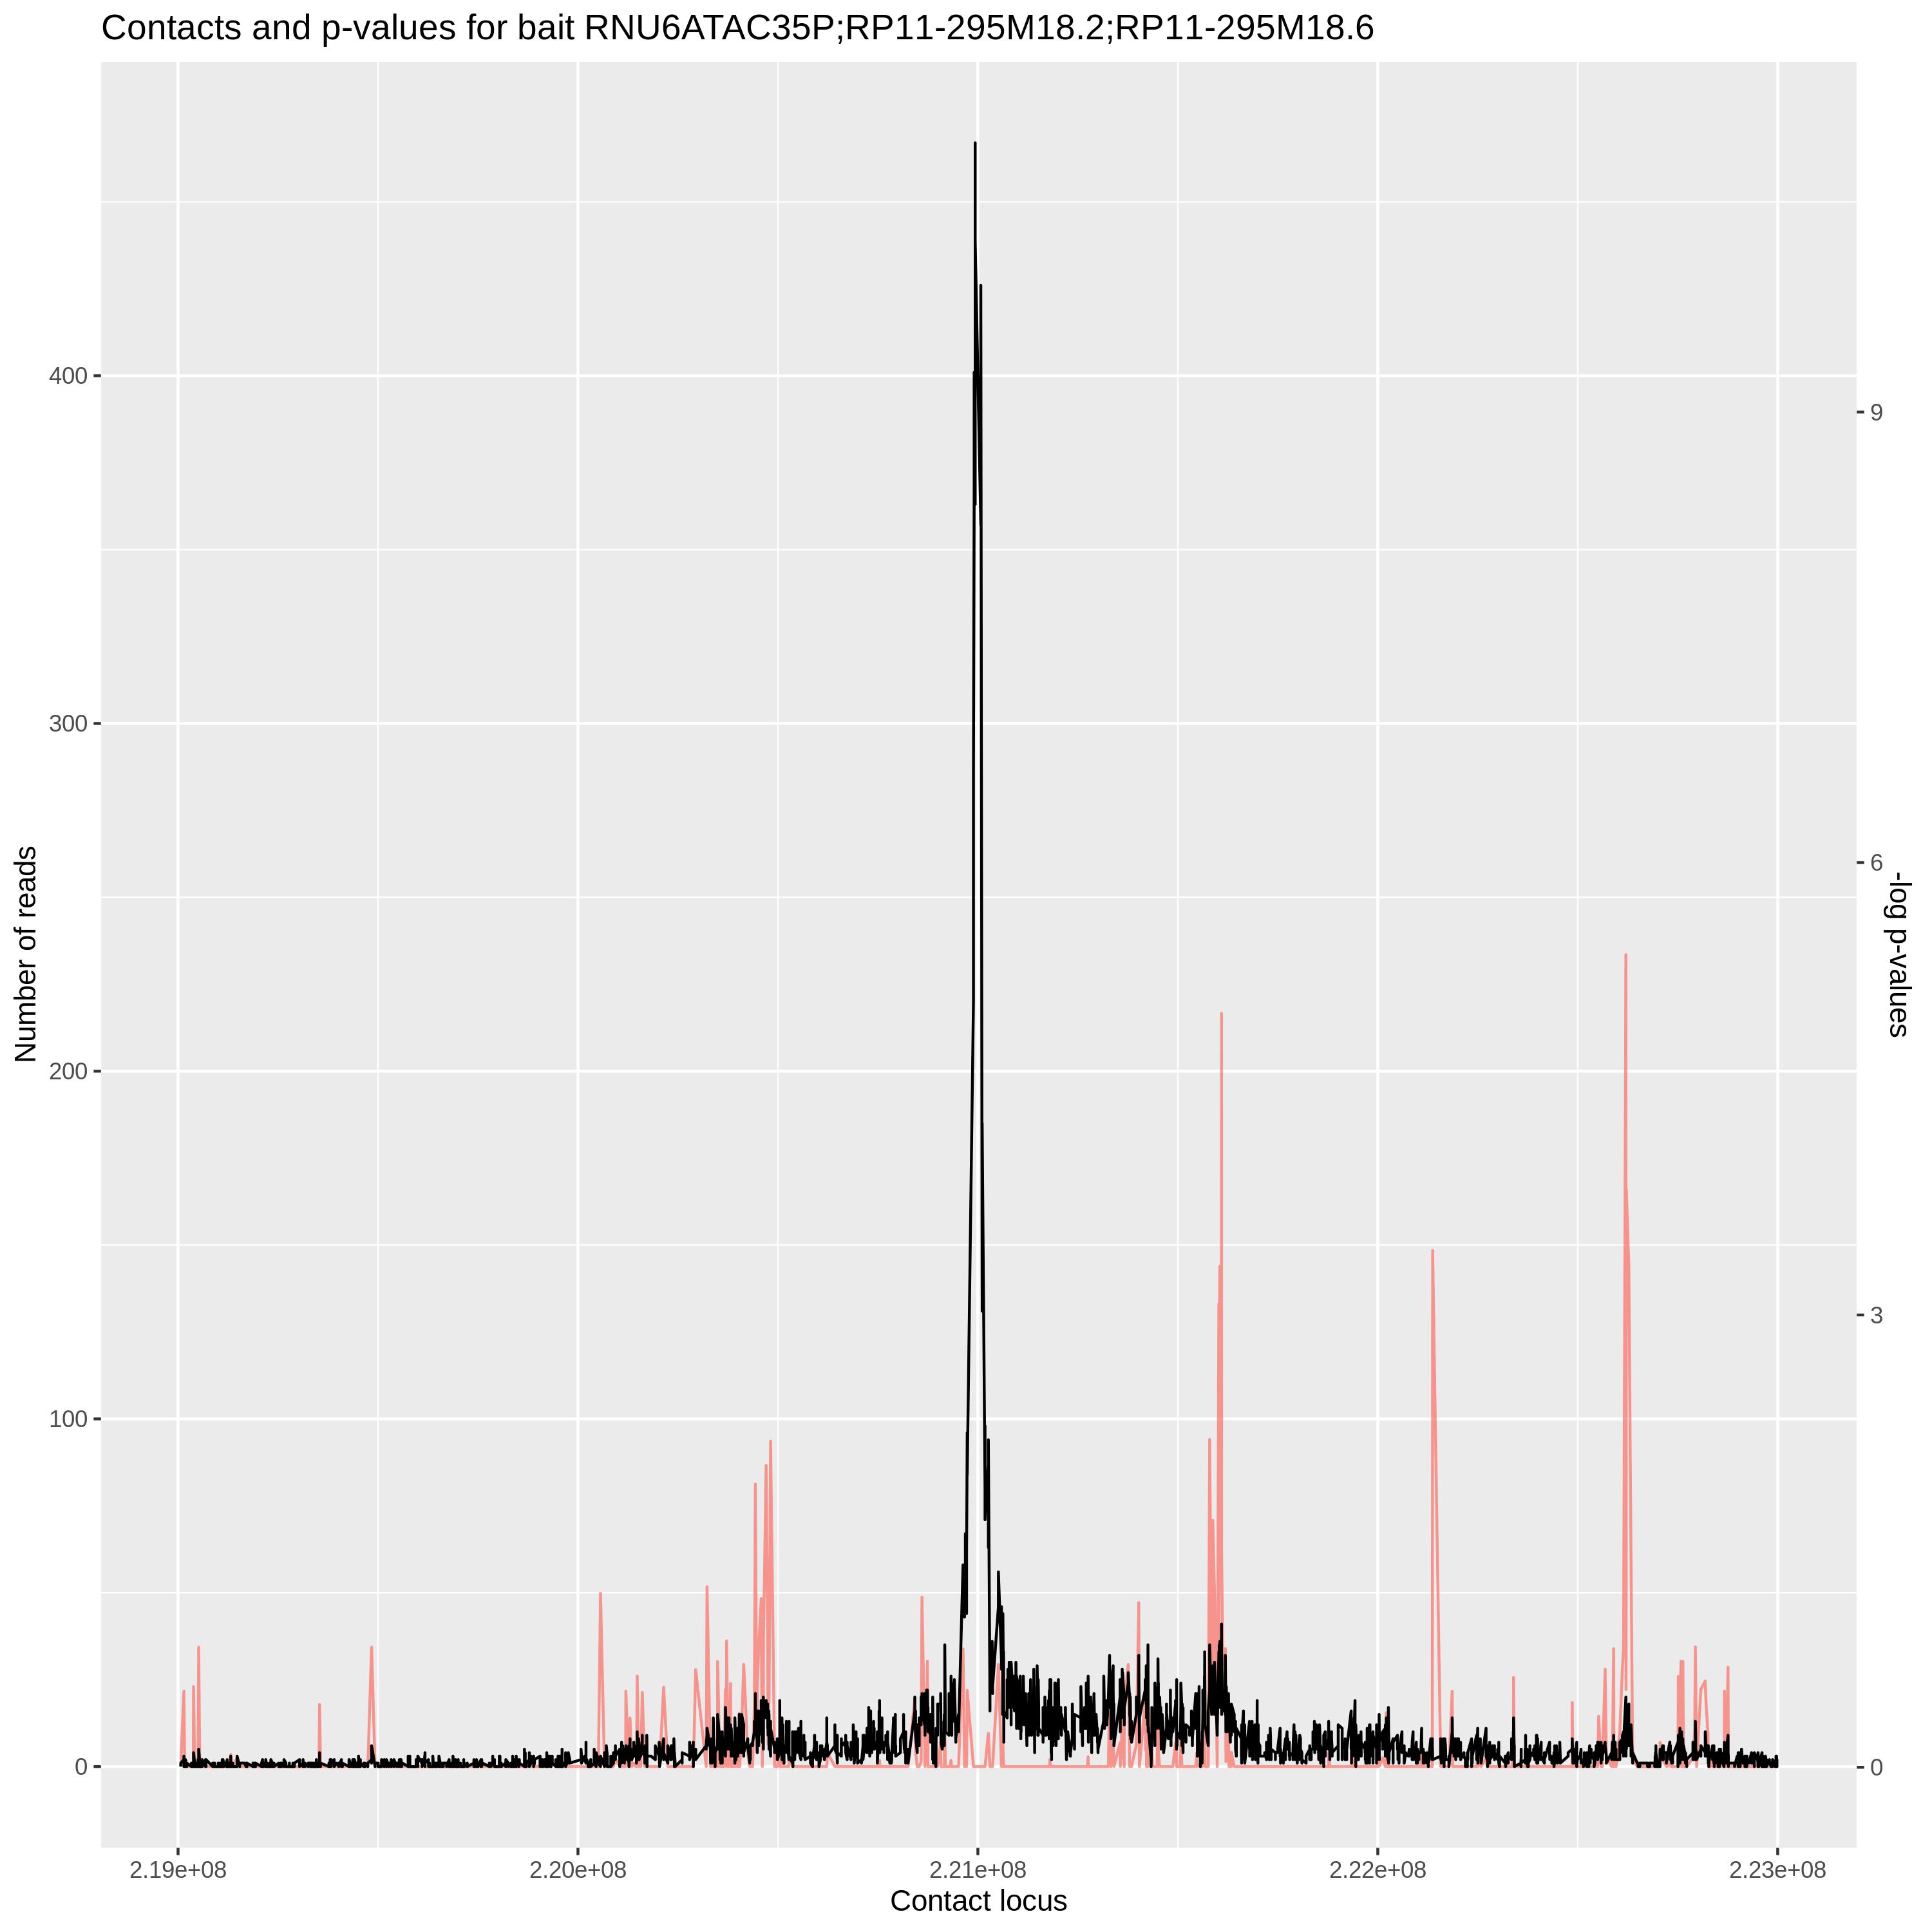 Contacts and p-values for bait RNU6ATAC35P;RP11-295M18.2;RP11-295M18.6
Number of reads
400
300
200
100
0
9
6
3
0
-log p-values
2.19e+08 2.20e+08 2.21e+08 2.22e+08 2.23e+08
Contact locus